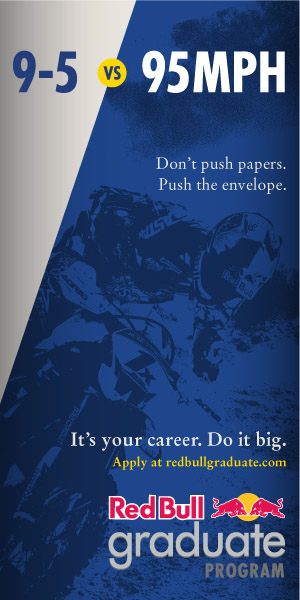 9-5 vs 95MPH
Don't push papers.
Push the envelope.
It's your career. Do it big.
Apply at redbullgraduate.com
Red Bull
graduate
PROGRAM